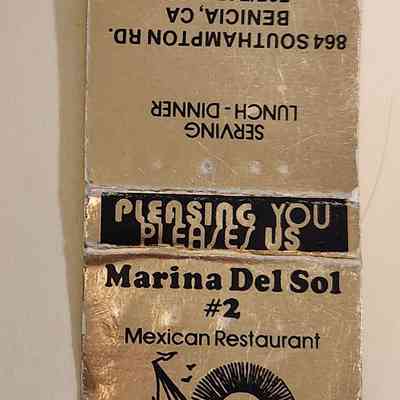 864 SOUTHAMPTON RD.
BENICIA, CA
SERVING
LUNCH - DINNER
PLEASING YOU
PLEASES US
Marina Del Sol
#2
Mexican Restaurant